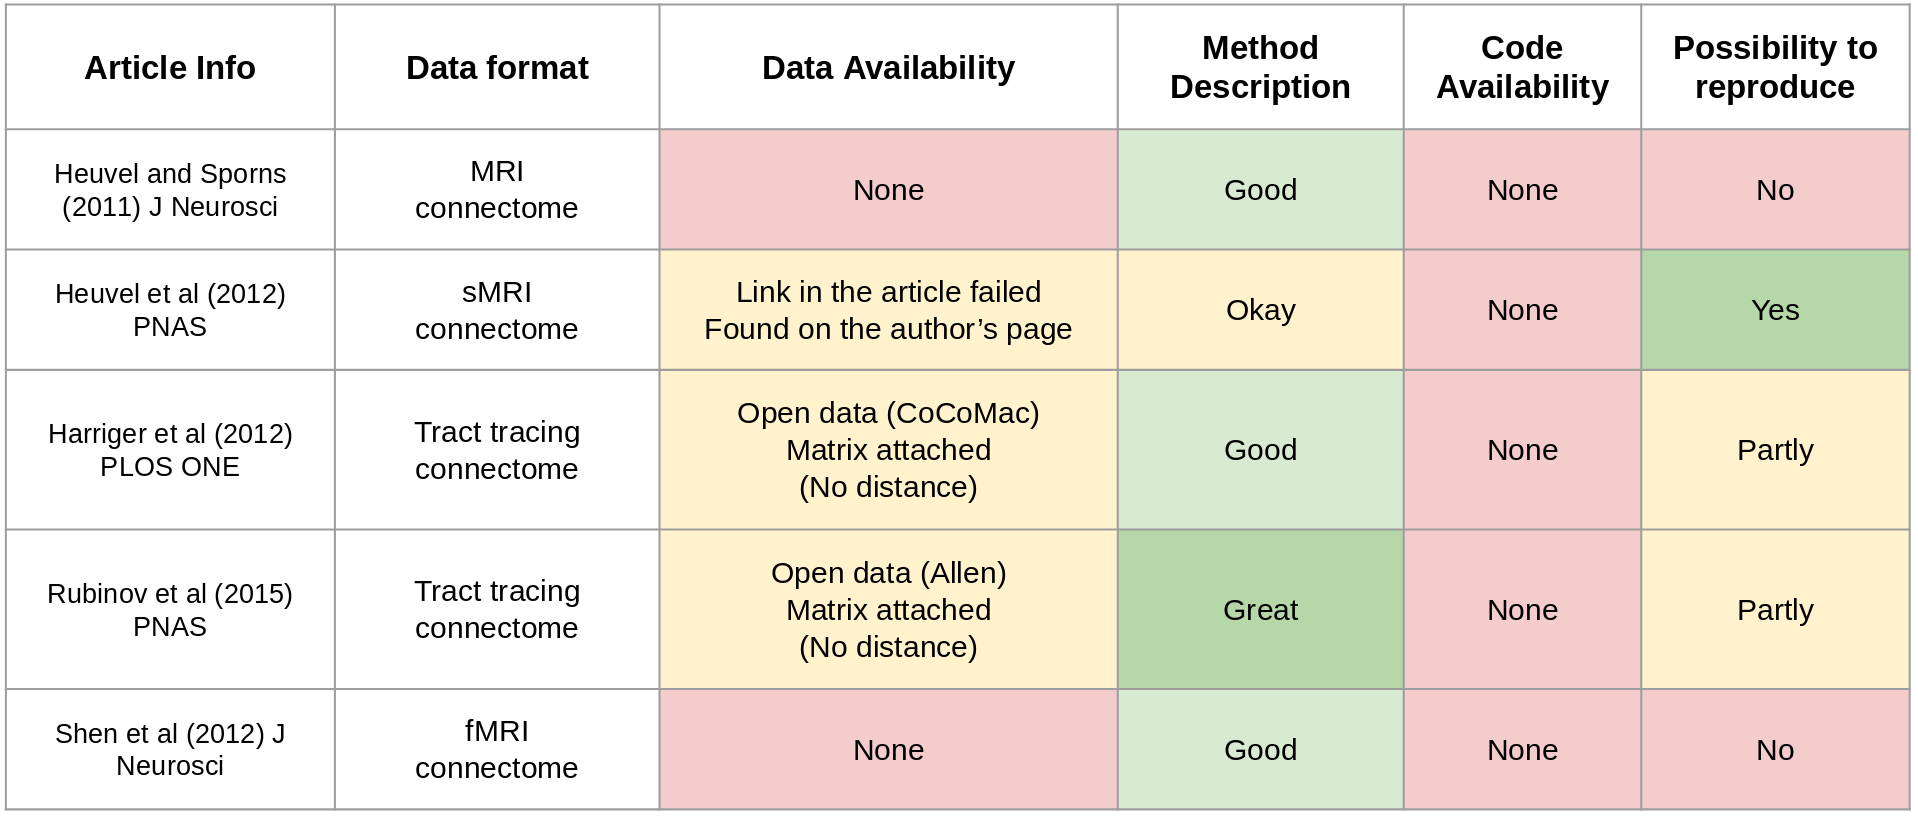 Article Info
Data format
Data Availability
Method
Description
Code
Availability
Possibility to
reproduce
Heuvel and Sporns
(2011) J Neurosci
MRI
connectome
None
Good
None
No
Heuvel et al (2012)
PNAS
sMRI
connectome
Link in the article failed
Found on the author’s page
Okay
None
Yes
Harriger et al (2012)
PLOS ONE
Tract tracing
connectome
Open data (CoCoMac)
Matrix attached
(No distance)
Good
None
Partly
Rubinov et al (2015)
PNAS
Tract tracing
connectome
Open data (Allen)
Matrix attached
(No distance)
Great
None
Partly
Shen et al (2012) J
Neurosci
fMRI
connectome
None
Good
None
No